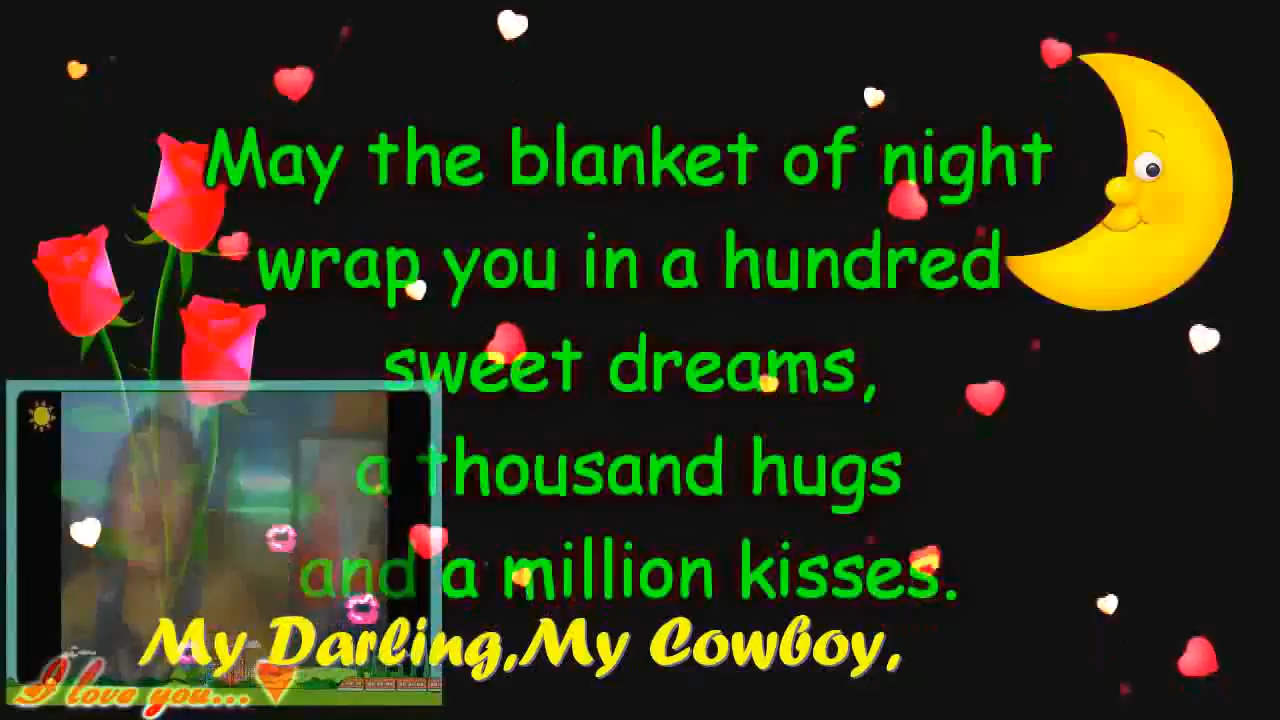 May the blanket of night
wrap you in a hundred
sweet dreams,
a thousand hugs
and a million kisses.
My Darling,My Cowboy,
I love you...